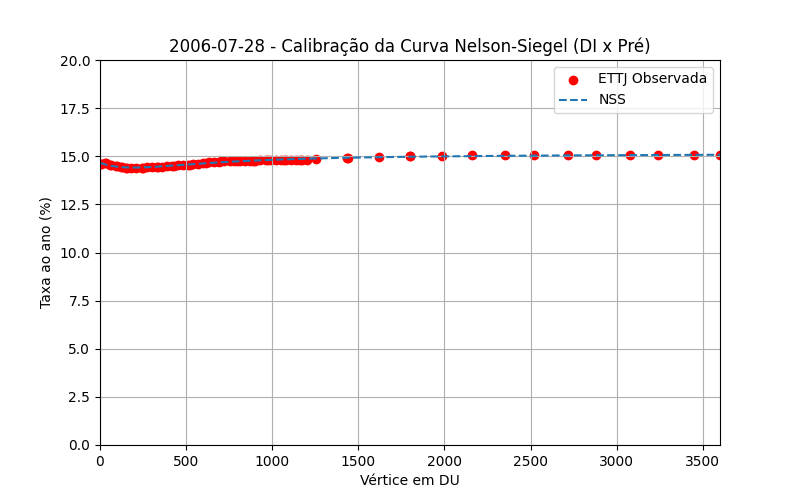 2006-07-28 - Calibração da Curva Nelson-Siegel (DI x Pré)
ETTJ Observada
NSS
20.0
17.5
15.0
12.5
10.0
7.5
5.0
2.5
0.0
Taxa ao ano (%)
0 500 1000 1500 2000 2500 3000 3500
Vértice em DU